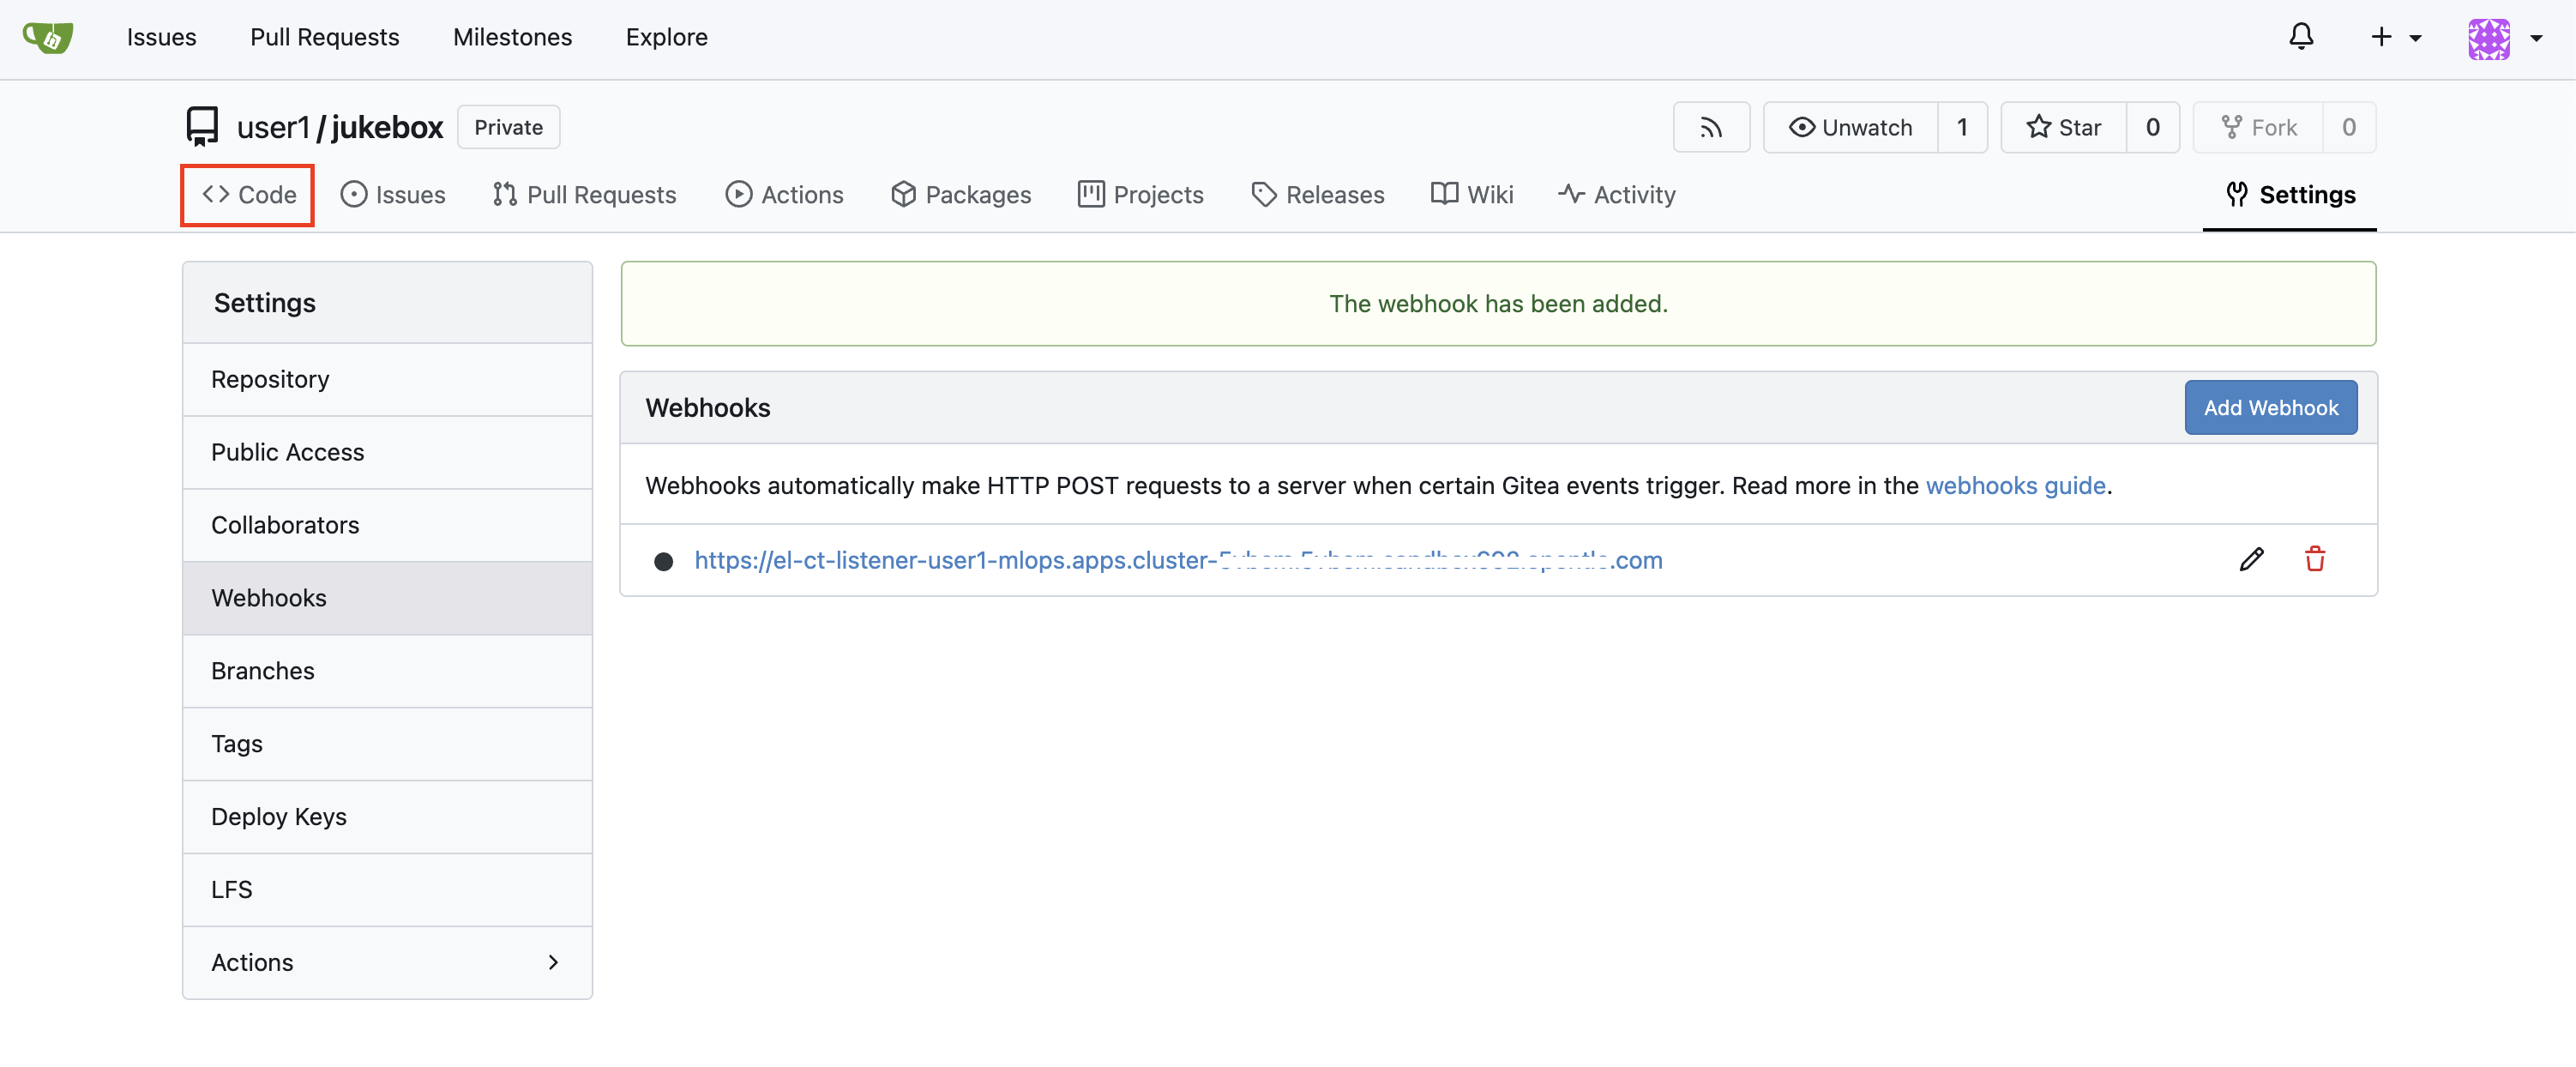 Issues Pull Requests Milestones Explore
user1/jukebox Private Unwatch 1 Star 0 Fork 0
Code Issues Pull Requests Actions Packages Projects Releases Wiki Activity Settings
Settings
Repository
Public Access
Collaborators
Webhooks
Branches
Tags
Deploy Keys
LFS
Actions
The webhook has been added.
Webhooks Add Webhook
Webhooks automatically make HTTP POST requests to a server when certain Gitea events trigger. Read more in the webhooks guide.
https://el-ct-listener-user1-mlops.apps.cluster- .com